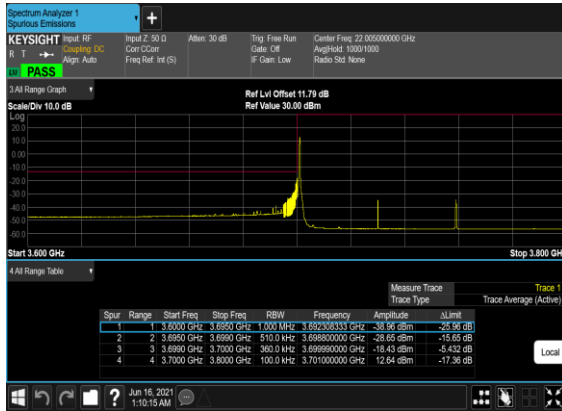 Spectrum Analyzer 1
Spurious Emissions
+
KEYSIGHT
R T
LXI PASS
Input: RF
Coupling: DC
Align: Auto
Input Z: 50 Ω
Corr CCorr
Freq Ref: Int (S)
Atten: 30 dB
Trig: Free Run
Gate: Off
IF Gain: Low
Center Freq: 22.005000000 GHz
Avg|Hold: 1000/1000
Radio Std: None
3 All Range Graph
Scale/Div 10.0 dB
Ref Lvl Offset 11.79 dB
Ref Value 30.00 dBm
Log
20.0
10.0
0.00
-10.0
-20.0
-30.0
-40.0
-50.0
-60.0
Start 3.600 GHz
Stop 3.800 GH
4 All Range Table
Measure Trace Trace 1
Trace Type Trace Average (Active)
Spur Range Start Freq Stop Freq RBW Frequency Amplitude ΔLimit
1 1 3.6000 GHz 3.6950 GHz 1.000 MHz 3.692308333 GHz -38.96 dBm -25.96 dB
2 2 3.6950 GHz 3.6990 GHz 510.0 kHz 3.698800000 GHz -28.65 dBm -15.65 dB
3 3 3.6990 GHz 3.7000 GHz 360.0 kHz 3.699990000 GHz -18.43 dBm -5.432 dB
4 4 3.7000 GHz 3.8000 GHz 100.0 kHz 3.701000000 GHz 12.64 dBm -17.36 dB
Local
?
Jun 16, 2021
1:10:15 AM